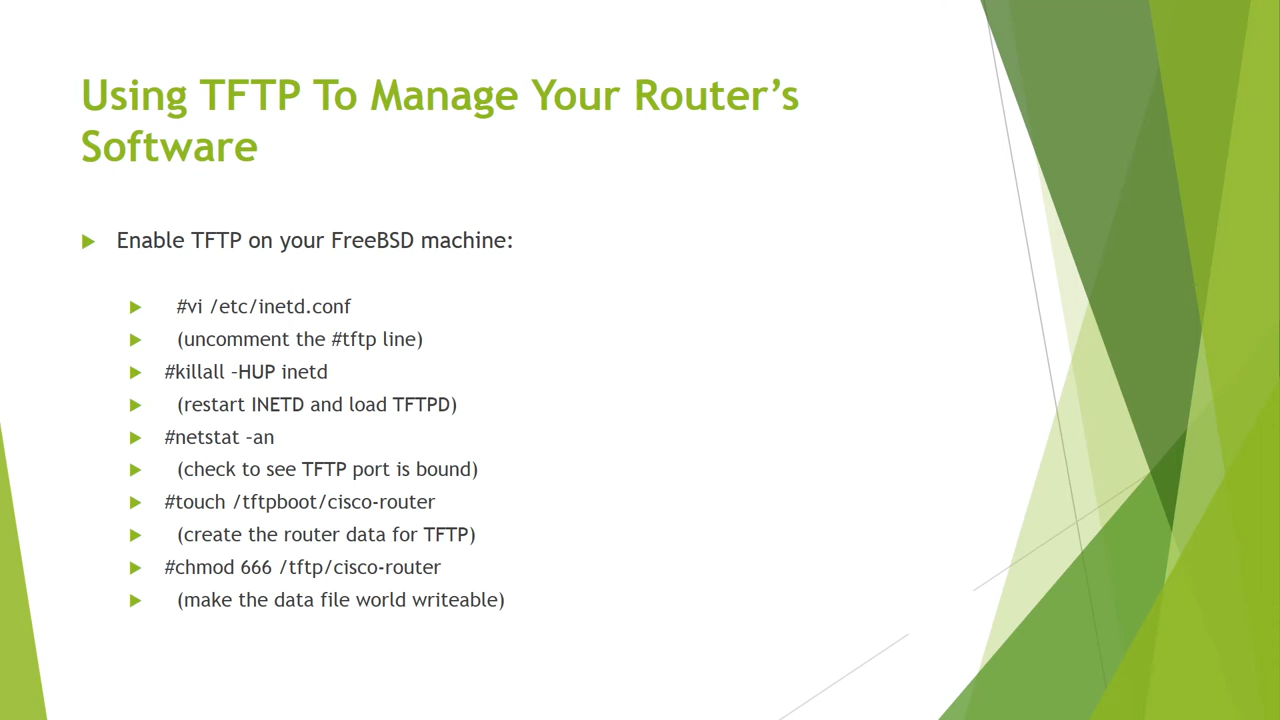 Using TFTP To Manage Your Router’s
Software
Enable TFTP on your FreeBSD machine:
#vi /etc/inetd.conf
(uncomment the #tftp line)
#killall –HUP inetd
(restart INETD and load TFTPD)
#netstat –an
(check to see TFTP port is bound)
#touch /tftpboot/cisco-router
(create the router data for TFTP)
#chmod 666 /tftp/cisco-router
(make the data file world writeable)